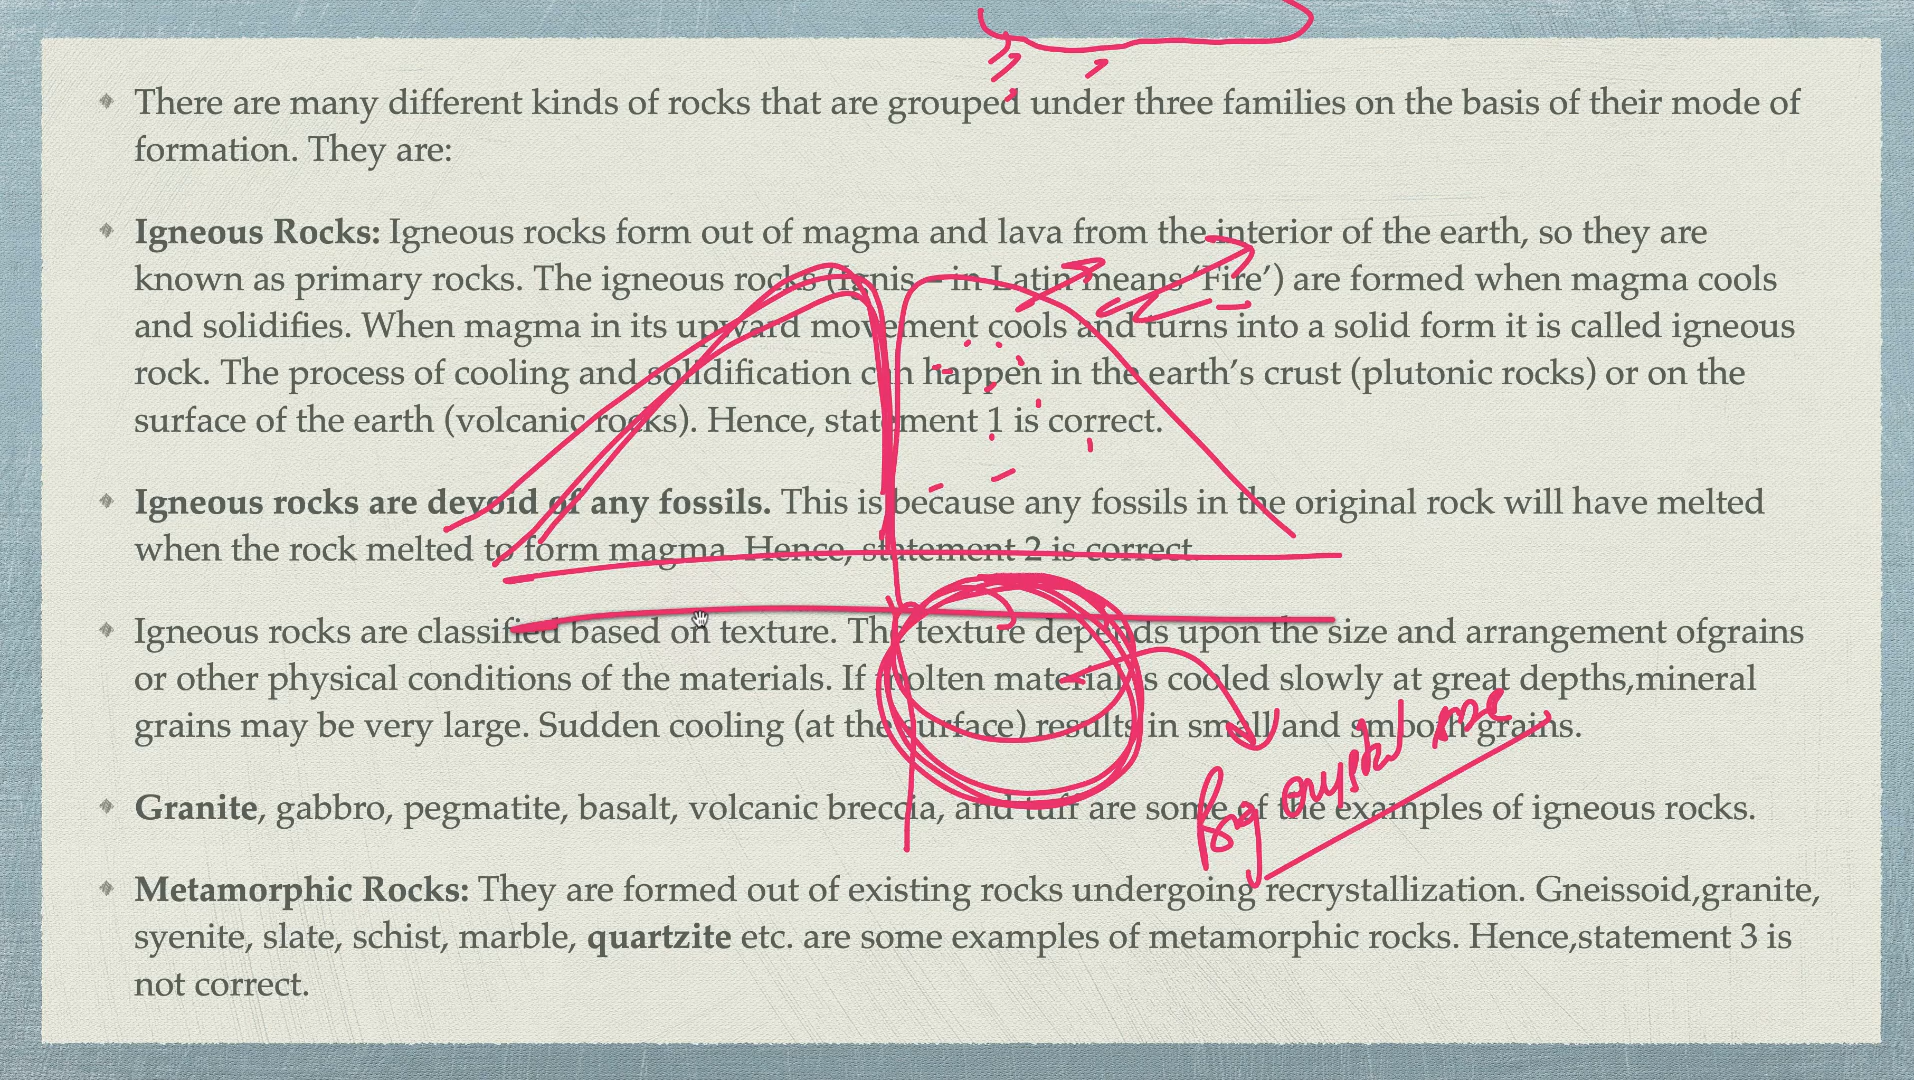 There are many different kinds of rocks that are grouped under three families on the basis of their mode of
formation. They are:
Igneous Rocks: Igneous rocks form out of magma and lava from the interior of the earth, so they are
known as primary rocks. The igneous rocks (Ignis – in Latin means ‘Fire’) are formed when magma cools
and solidifies. When magma in its upward movement cools and turns into a solid form it is called igneous
rock. The process of cooling and solidification can happen in the earth’s crust (plutonic rocks) or on the
surface of the earth (volcanic rocks). Hence, statement 1 is correct.
Igneous rocks are devoid of any fossils. This is because any fossils in the original rock will have melted
when the rock melted to form magma. Hence, statement 2 is correct.
Igneous rocks are classified based on texture. The texture depends upon the size and arrangement ofgrains
or other physical conditions of the materials. If molten material is cooled slowly at great depths,mineral
grains may be very large. Sudden cooling (at the surface) results in small and smooth grains.
Granite, gabbro, pegmatite, basalt, volcanic breccia, and tuff are some of the examples of igneous rocks.
Metamorphic Rocks: They are formed out of existing rocks undergoing recrystallization. Gneissoid,granite,
syenite, slate, schist, marble, quartzite etc. are some examples of metamorphic rocks. Hence,statement 3 is
not correct.